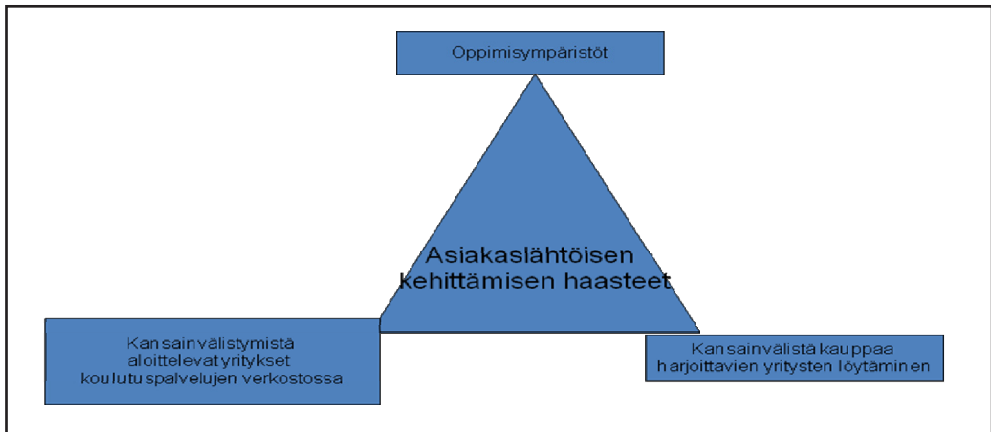 Oppimisympäristöt
Asiakaslähtöisen
kehittämisen haasteet
Kansainvälistymistä
aloittelevat yritykset
koulutuspalvelujen verkostossa
Kansainvälistä kauppaa
harjoittavien yritysten löytäminen